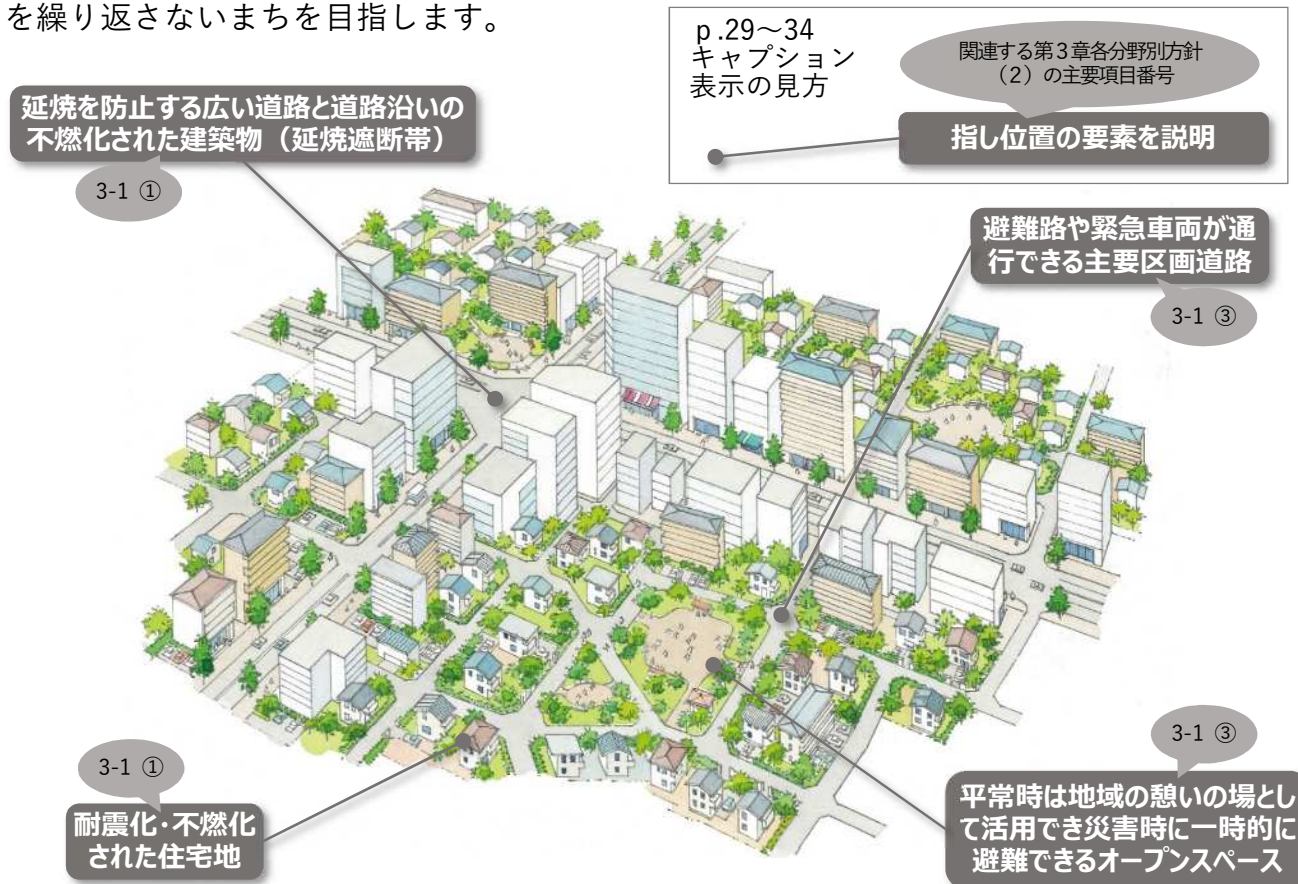 を繰り返さないまちを目指します。
p.29～34
キャプション
表示の見方
関連する第3章各分野別方針
（2）の主要項目番号
指し位置の要素を説明
延焼を防止する広い道路と道路沿いの
不燃化された建築物（延焼遮断帯）
3-1 ①
避難路や緊急車両が通
行できる主要区画道路
3-1 ③
3-1 ①
耐震化・不燃化
された住宅地
3-1 ③
平常時は地域の憩いの場とし
て活用でき災害時に一時的に
避難できるオープンスペース